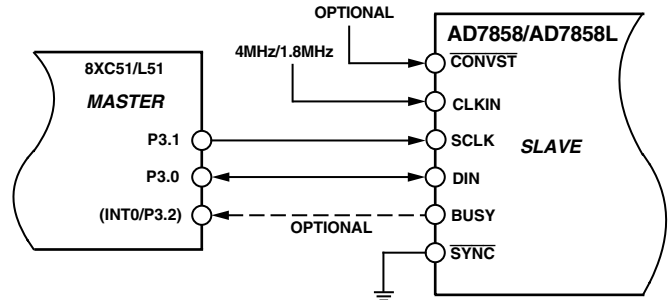 OPTIONAL
4MHz/1.8MHz
8XC51/L51
MASTER
P3.1
P3.0
(INT0/P3.2)
OPTIONAL
AD7858/AD7858L
CONVST
CLKIN
SCLK
SLAVE
DIN
BUSY
SYNC